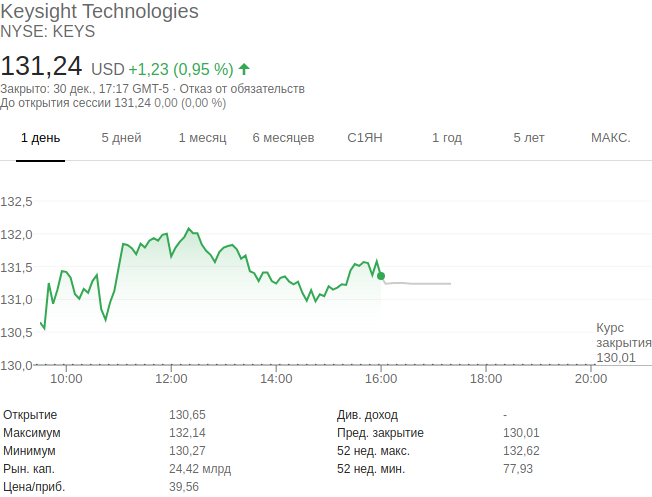 Keysight Technologies
NYSE: KEYS
131,24 USD +1,23 (0,95 %)
Закрыто: 30 дек., 17:17 GMT-5 · Отказ от обязательств
До открытия сессии 131,24 0,00 (0,00 %)
1 день 5 дней 1 месяц 6 месяцев С1ЯН 1 год 5 лет МАКС.
132,5
132,0
131,5
131,0
130,5
130,0
Курс
закрытия
130,01
10:00 12:00 14:00 16:00 18:00 20:00
Открытие 130,65 Див. доход -
Максимум 132,14 Пред. закрытие 130,01
Минимум 130,27 52 нед. макс. 132,62
Рын. кап. 24,42 млрд 52 нед. мин. 77,93
Цена/приб. 39,56